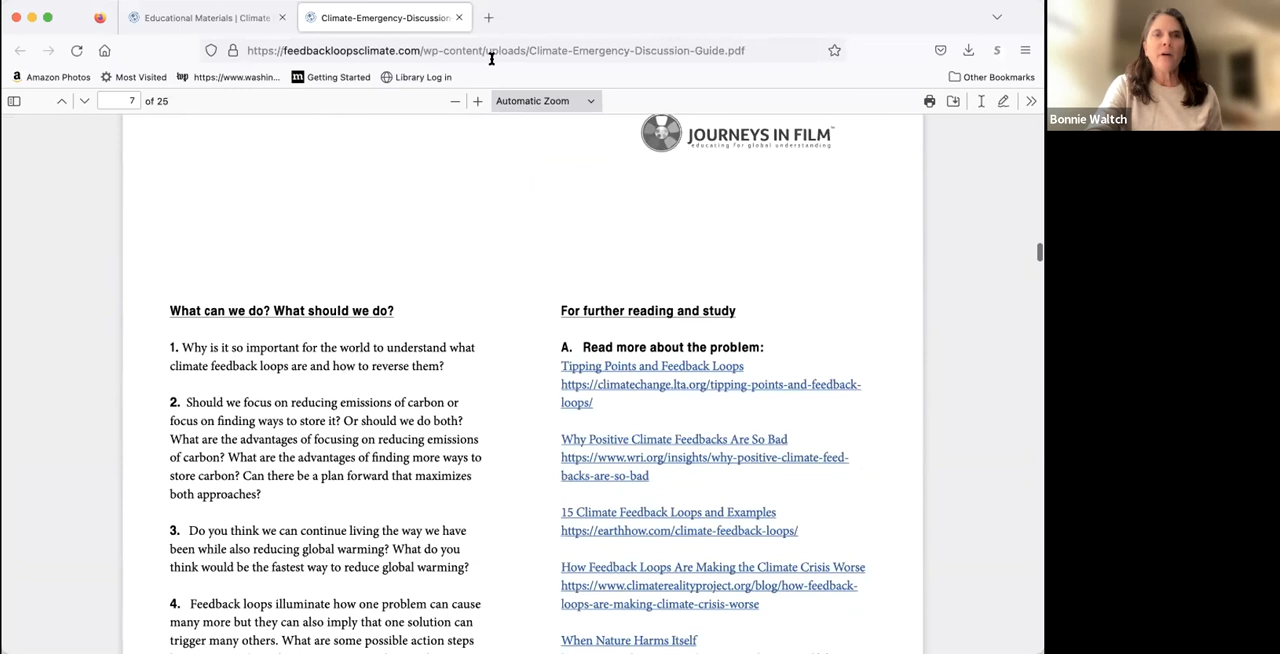 Educational Materials | Climate
Climate-Emergency-Discussion
https://feedbackloopsclimate.com/wp-content/uploads/Climate-Emergency-Discussion-Guide.pdf
Amazon Photos
Most Visited
https://www.washin...
Getting Started
Library Log in
Other Bookmarks
7 of 25
Automatic Zoom
Bonnie Waltch
JOURNEYS IN FILM™
educating for global understanding
What can we do? What should we do?
1. Why is it so important for the world to understand what
climate feedback loops are and how to reverse them?
2. Should we focus on reducing emissions of carbon or
focus on finding ways to store it? Or should we do both?
What are the advantages of focusing on reducing emissions
of carbon? What are the advantages of finding more ways to
store carbon? Can there be a plan forward that maximizes
both approaches?
3. Do you think we can continue living the way we have
been while also reducing global warming? What do you
think would be the fastest way to reduce global warming?
4. Feedback loops illuminate how one problem can cause
many more but they can also imply that one solution can
trigger many others. What are some possible action steps
For further reading and study
A. Read more about the problem:
Tipping Points and Feedback Loops
https://climatechange.lta.org/tipping-points-and-feedback-
loops/
Why Positive Climate Feedbacks Are So Bad
https://www.wri.org/insights/why-positive-climate-feed-
backs-are-so-bad
15 Climate Feedback Loops and Examples
https://earthhow.com/climate-feedback-loops/
How Feedback Loops Are Making the Climate Crisis Worse
https://www.climaterealityproject.org/blog/how-feedback-
loops-are-making-climate-crisis-worse
When Nature Harms Itself